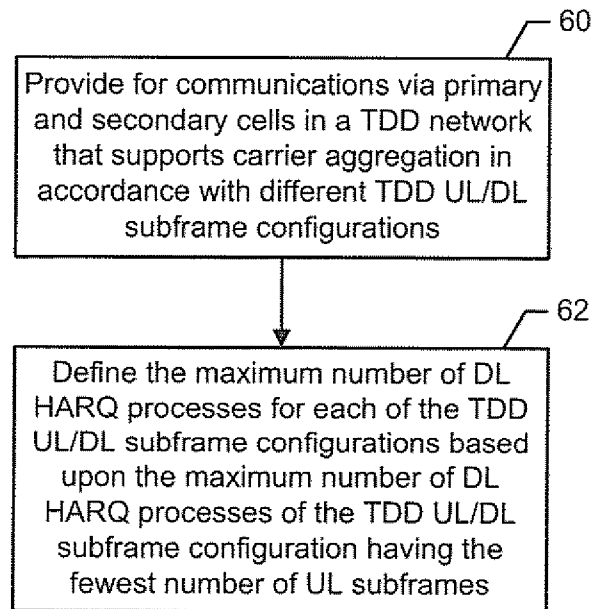 60
Provide for communications via primary
and secondary cells in a TDD network
that supports carrier aggregation in
accordance with different TDD UL/DL
subframe configurations
62
Define the maximum number of DL
HARQ processes for each of the TDD
UL/DL subframe configurations based
upon the maximum number of DL
HARQ processes of the TDD UL/DL
subframe configuration having the
fewest number of UL subframes